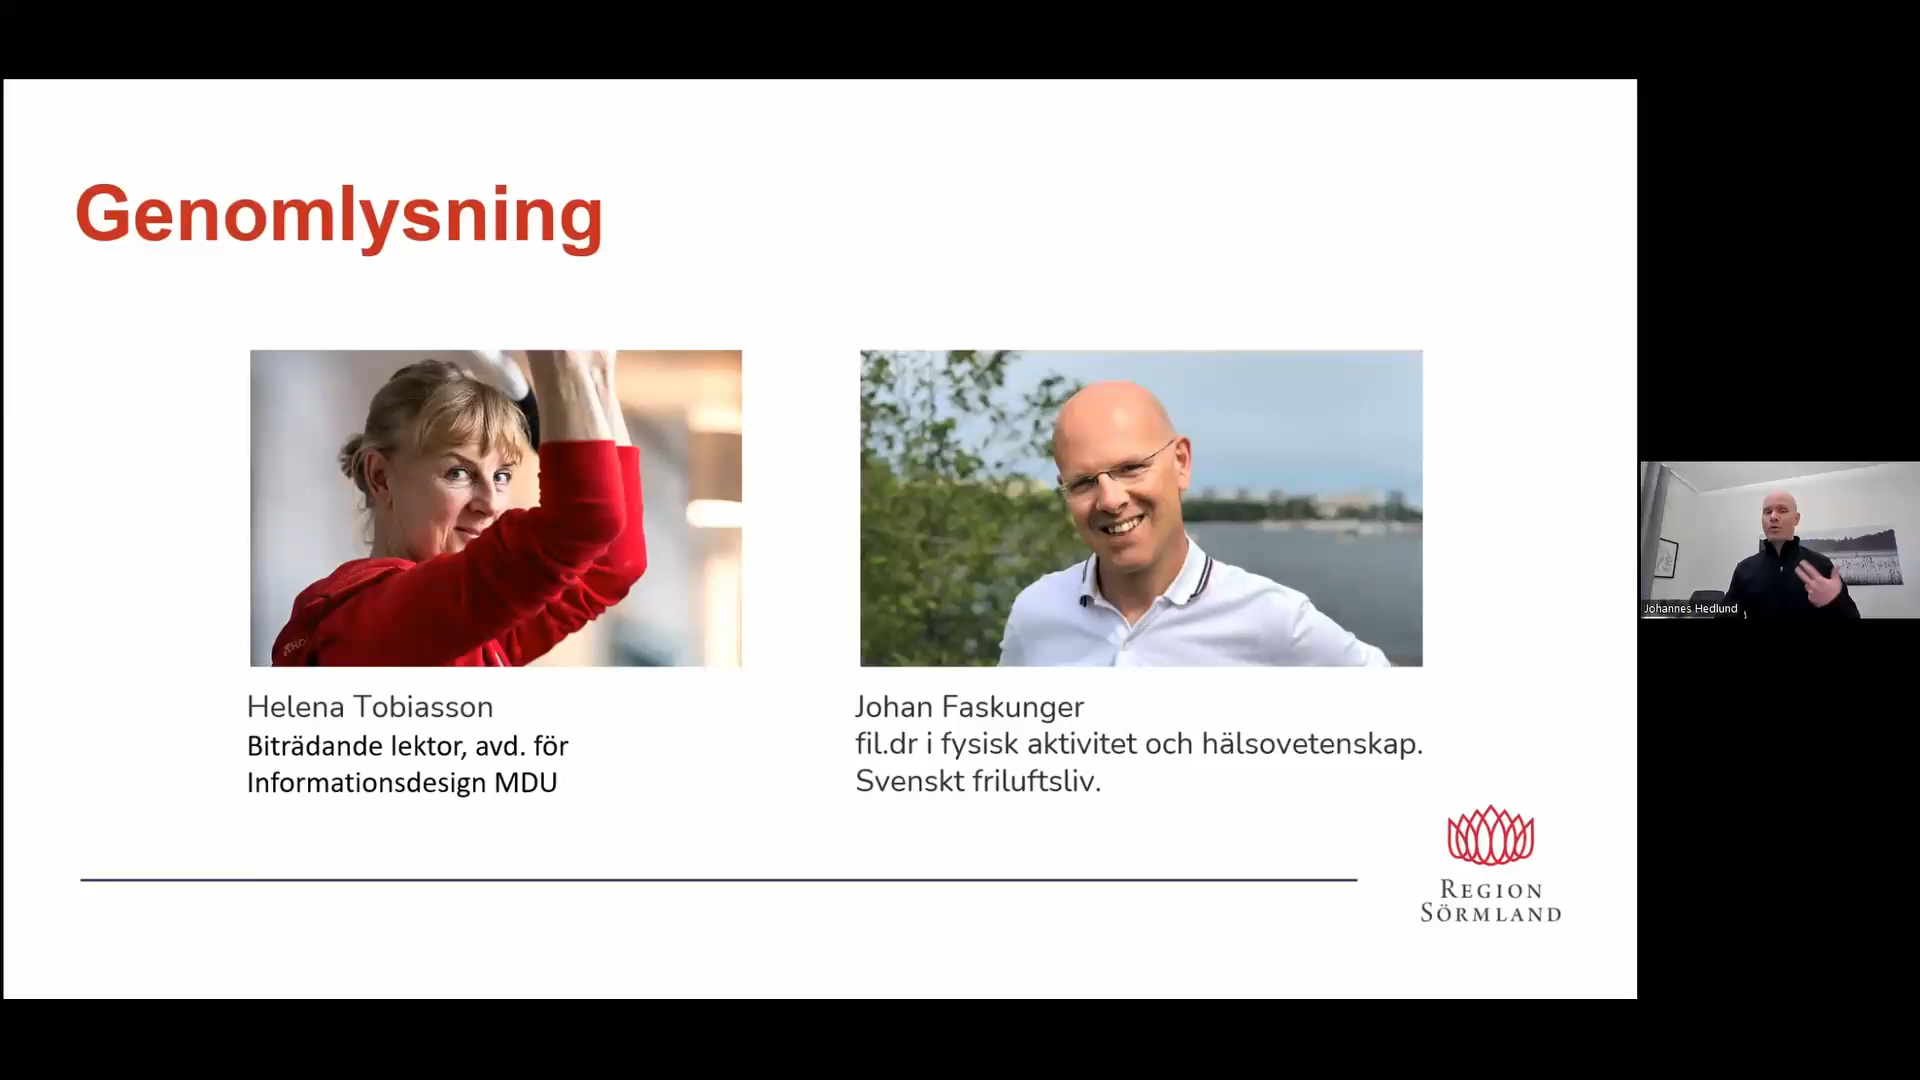 Genomlysning
Helena Tobiasson
Biträdande lektor, avd. för
Informationsdesign MDU
Johan Faskunger
fil.dr i fysisk aktivitet och hälsovetenskap.
Svenskt friluftsliv.
REGION
SÖRMLAND
Johannes Hedlund